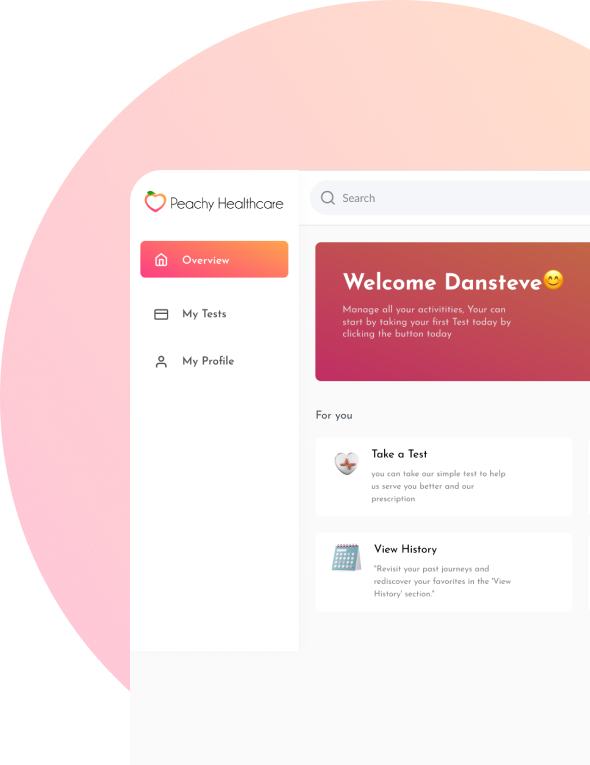 Peachy Healthcare
Search
Overview
My Tests
My Profile
Welcome Dansteve😊
Manage all your activitities, Your can
start by taking your first Test today by
clicking the button today
For you
Take a Test
you can take our simple test to help
us serve you better and our
prescription
View History
"Revisit your past journeys and
rediscover your favorites in the 'View
History' section."